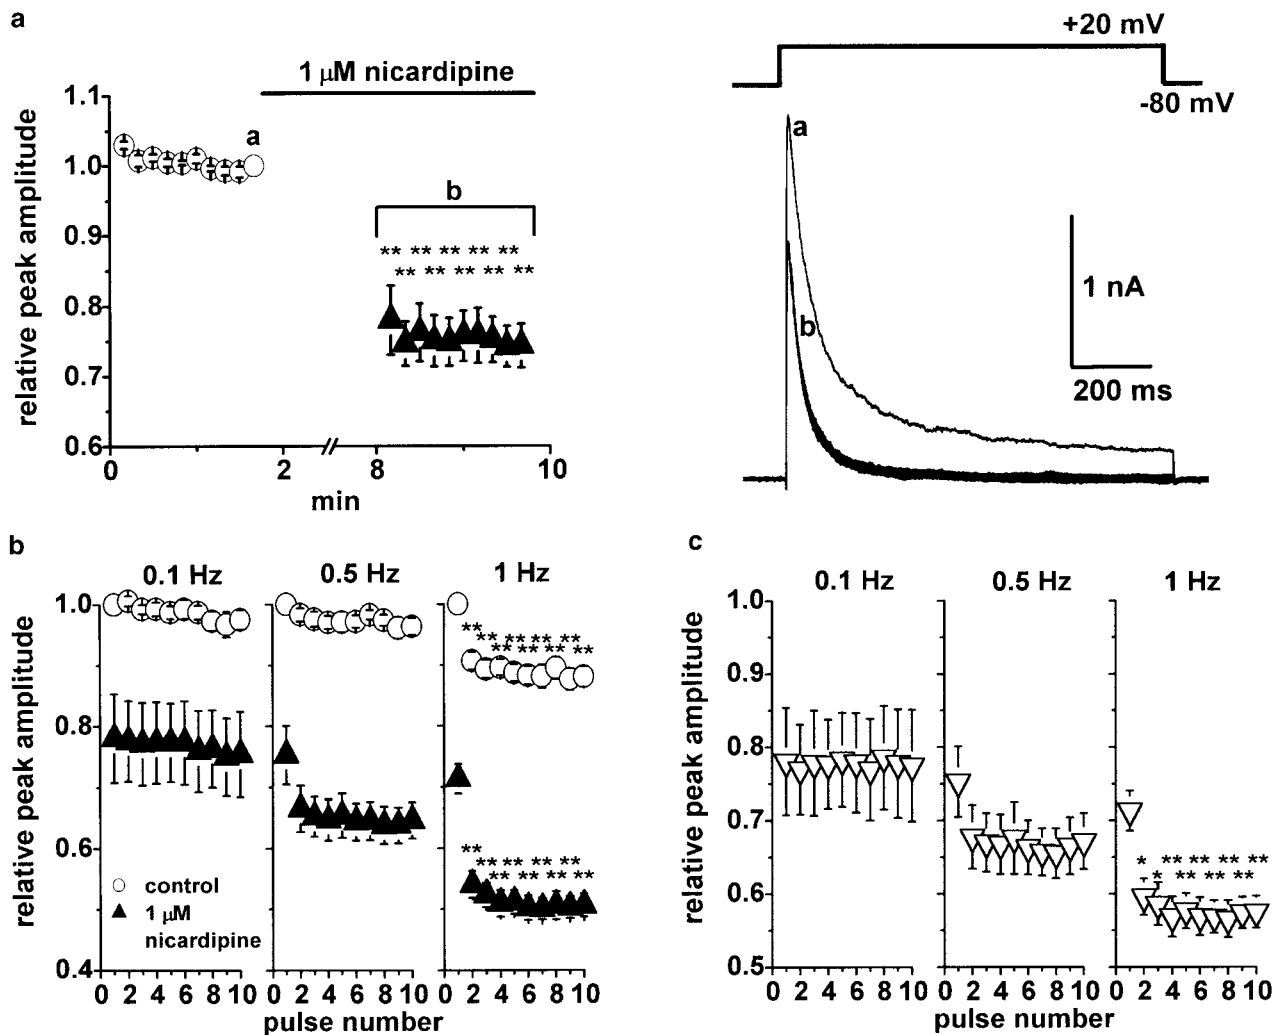 a
1 µM nicardipine
1.1
1.0
0.9
0.8
0.7
0.6
relative peak amplitude
a
b
** ** ** ** **
** ** ** ** **
0
2
8
10
min
+20 mV
-80 mV
a
b
1 nA
200 ms
b
0.1 Hz
0.5 Hz
1 Hz
1.0
0.8
0.6
0.4
relative peak amplitude
** ** ** ** **
** ** ** **
** ** ** ** **
** ** ** **
control
1 µM
nicardipine
0 2 4 6 8 10
0 2 4 6 8 10
0 2 4 6 8 10
pulse number
c
0.1 Hz
0.5 Hz
1 Hz
1.0
0.9
0.8
0.7
0.6
0.5
relative peak amplitude
* ** ** ** **
* ** ** ** **
0 2 4 6 8 10
0 2 4 6 8 10
0 2 4 6 8 10
pulse number